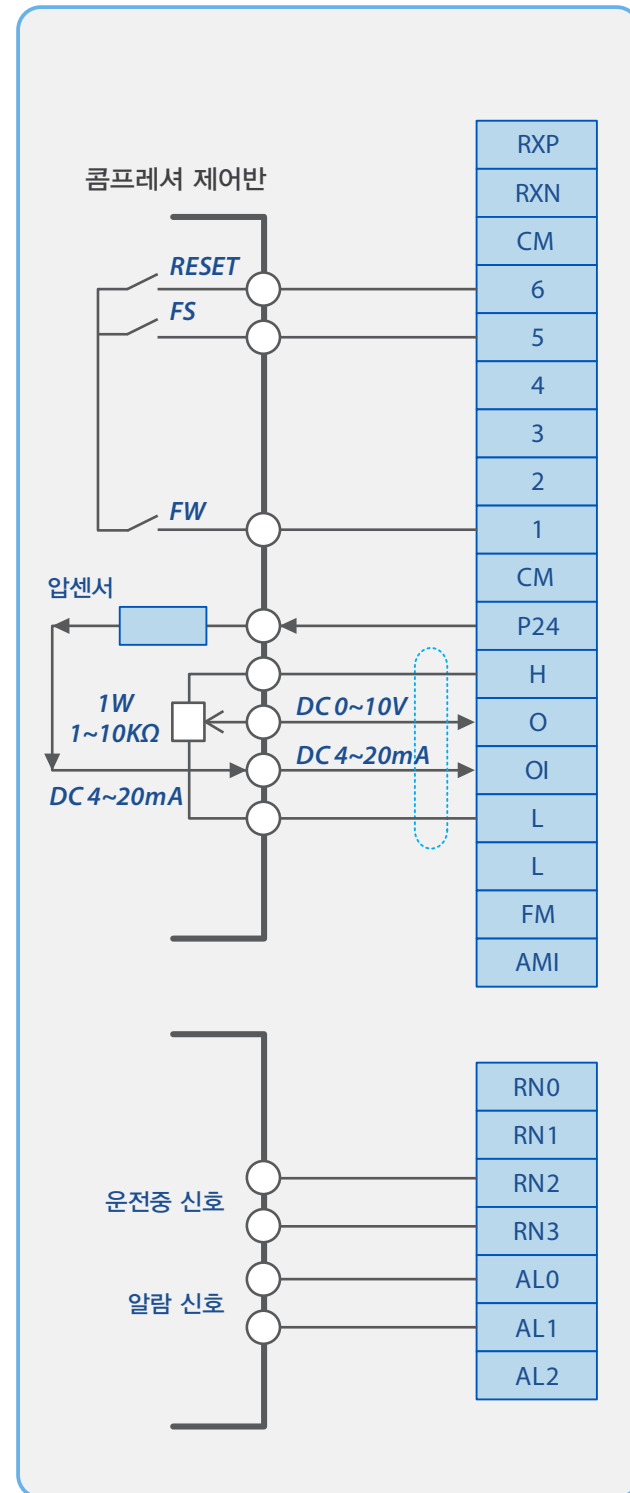 RXP
콤프레셔 제어반
RXN
CM
RESET
6
FS
5
4
3
2
FW
1
CM
압센서
P24
H
1W
1~10KΩ
DC 0~10V
O
DC 4~20mA
OI
DC 4~20mA
L
L
FM
AMI
RN0
RN1
운전중 신호
RN2
RN3
알람 신호
AL0
AL1
AL2